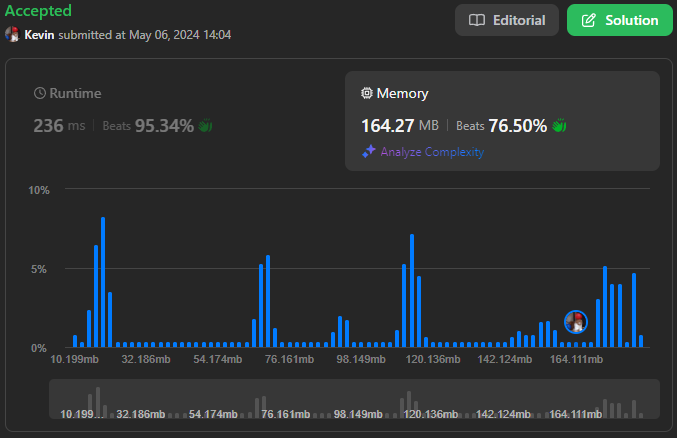 Accepted
Kevin submitted at May 06, 2024 14:04
Editorial
Solution
Runtime
236 ms | Beats 95.34%
Memory
164.27 MB | Beats 76.50%
Analyze Complexity
10%
5%
0%
10.199mb 32.186mb 54.174mb 76.161mb 98.149mb 120.136mb 142.124mb 164.111mb
10.199... 32.186mb 54.174mb 76.161mb 98.149mb 120.136mb 142.124mb 164.111mb